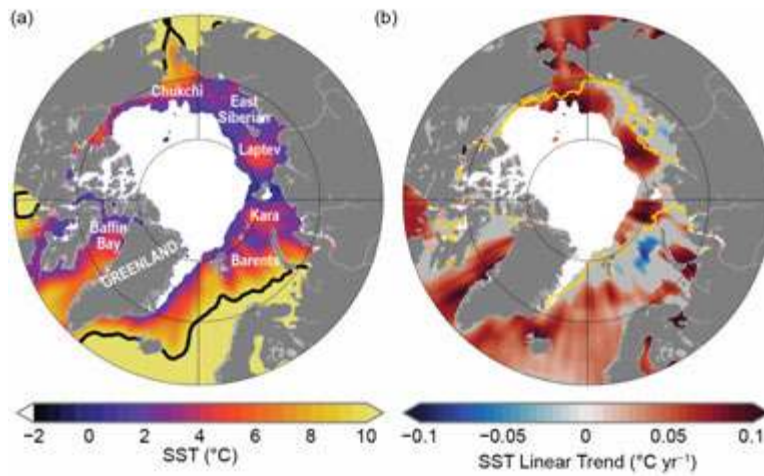 (a)
(b)
Chukchi
East
Siberian
Laptev
Kara
Baffin
Bay
GREENLAND
Barents
−2 0 2 4 6 8 10
SST (°C)
−0.1 −0.05 0 0.05 0.1
SST Linear Trend (°C yr⁻¹)